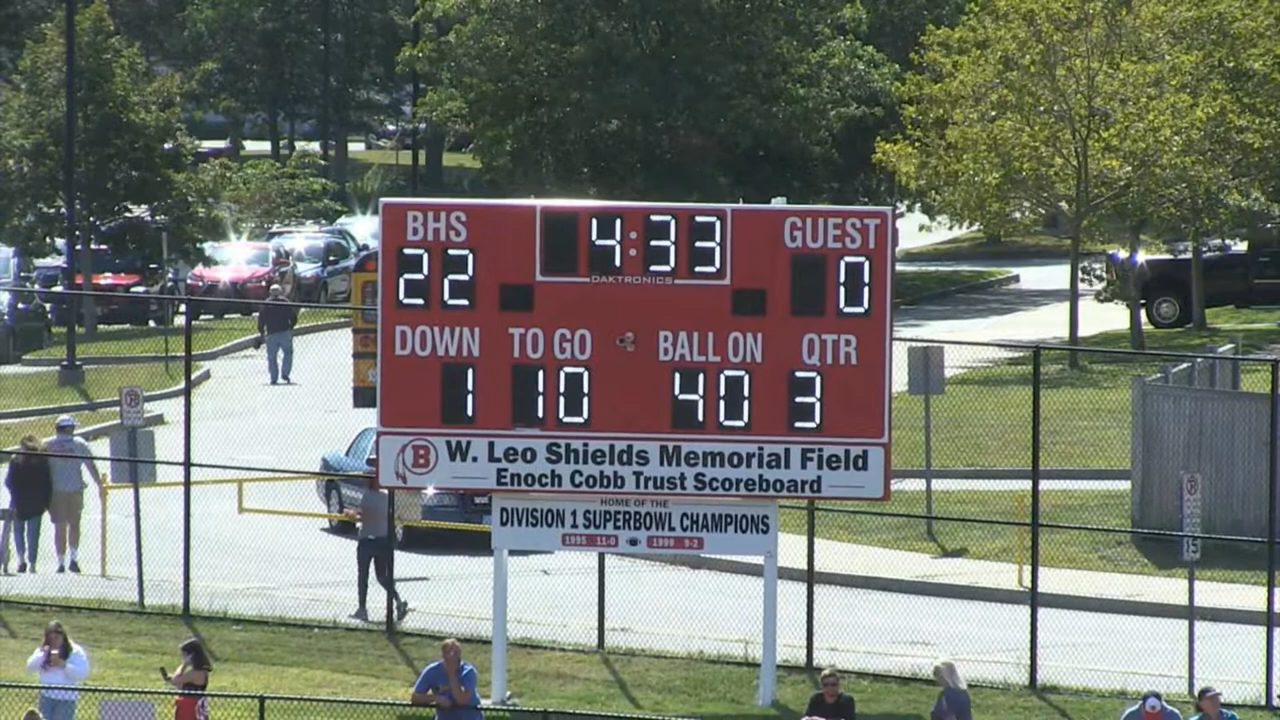 BHS 4:33 GUEST
DAKTRONICS
22 0
DOWN TO GO BALL ON QTR
1 10 40 3
B W. Leo Shields Memorial Field
Enoch Cobb Trust Scoreboard
HOME OF THE
DIVISION 1 SUPERBOWL CHAMPIONS
1995 11-0 1999 9-2
15